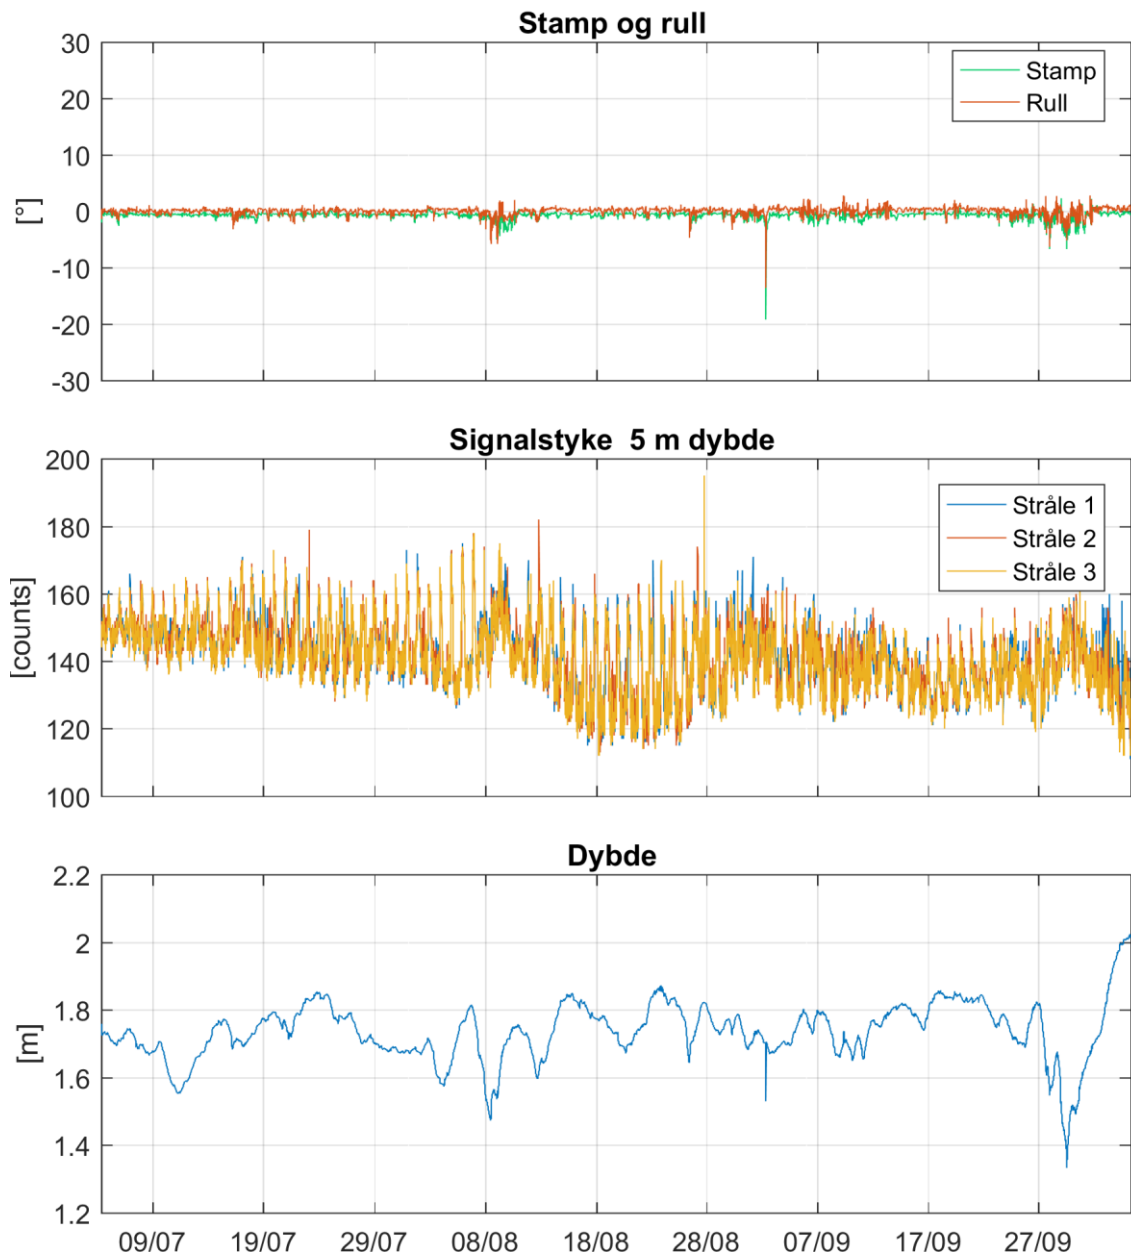 Stamp og rull
30
20
10
0
-10
-20
-30
[°]
Stamp
Rull
Signalstyke 5 m dybde
200
180
160
140
120
100
[counts]
Stråle 1
Stråle 2
Stråle 3
Dybde
2.2
2
1.8
1.6
1.4
1.2
[m]
09/07 19/07 29/07 08/08 18/08 28/08 07/09 17/09 27/09